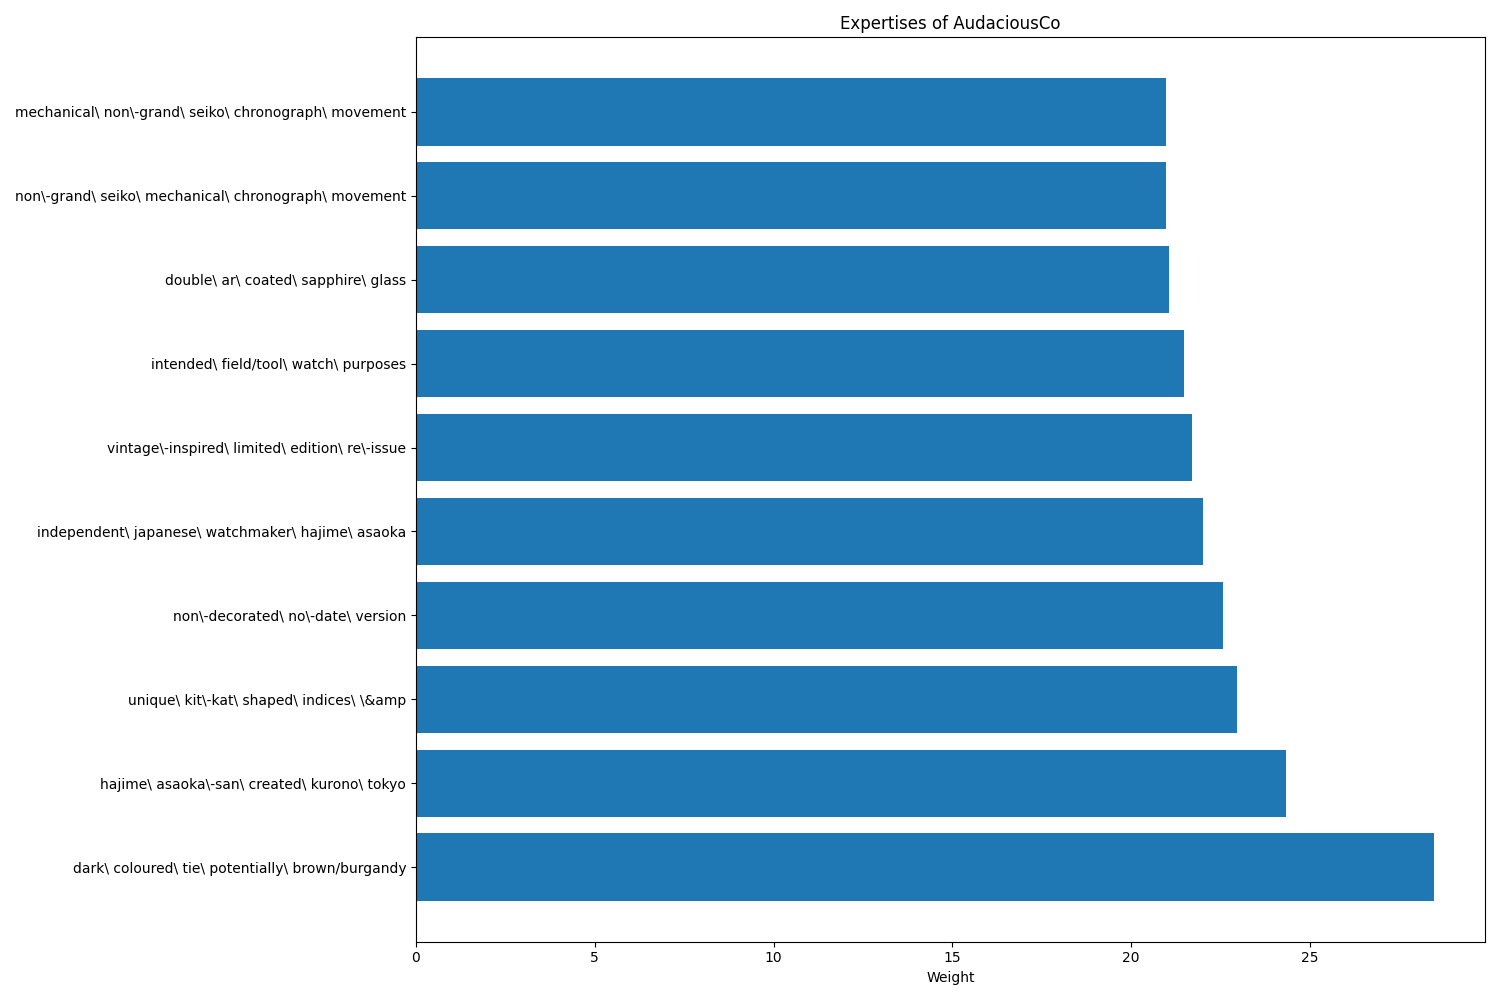 Expertises of AudaciousCo
mechanical\ non\-grand\ seiko\ chronograph\ movement
non\-grand\ seiko\ mechanical\ chronograph\ movement
double\ ar\ coated\ sapphire\ glass
intended\ field/tool\ watch\ purposes
vintage\-inspired\ limited\ edition\ re\-issue
independent\ japanese\ watchmaker\ hajime\ asaoka
non\-decorated\ no\-date\ version
unique\ kit\-kat\ shaped\ indices\ \&amp
hajime\ asaoka\-san\ created\ kurono\ tokyo
dark\ coloured\ tie\ potentially\ brown/burgandy
0 5 10 15 20 25
Weight